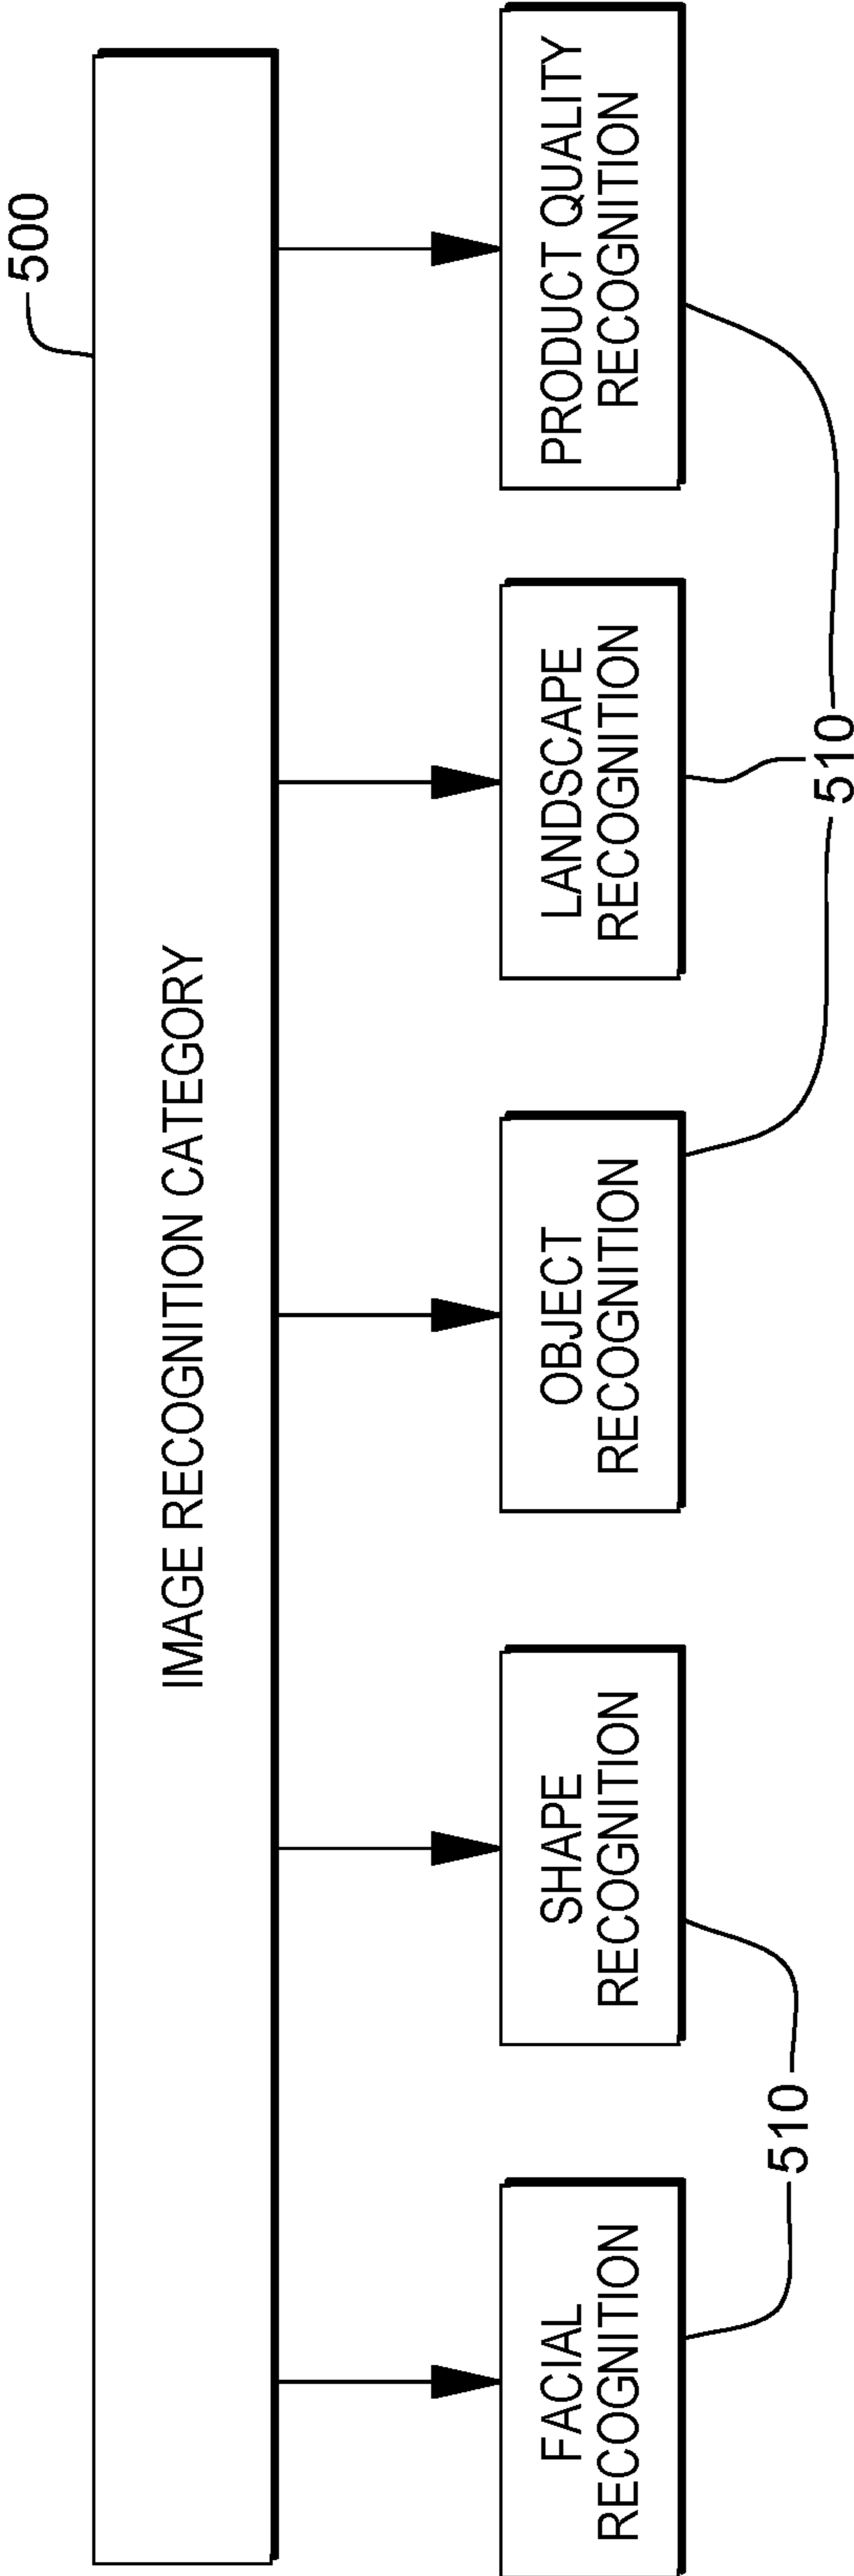 500
IMAGE RECOGNITION CATEGORY
FACIAL
RECOGNITION
SHAPE
RECOGNITION
OBJECT
RECOGNITION
LANDSCAPE
RECOGNITION
PRODUCT QUALITY
RECOGNITION
510
510